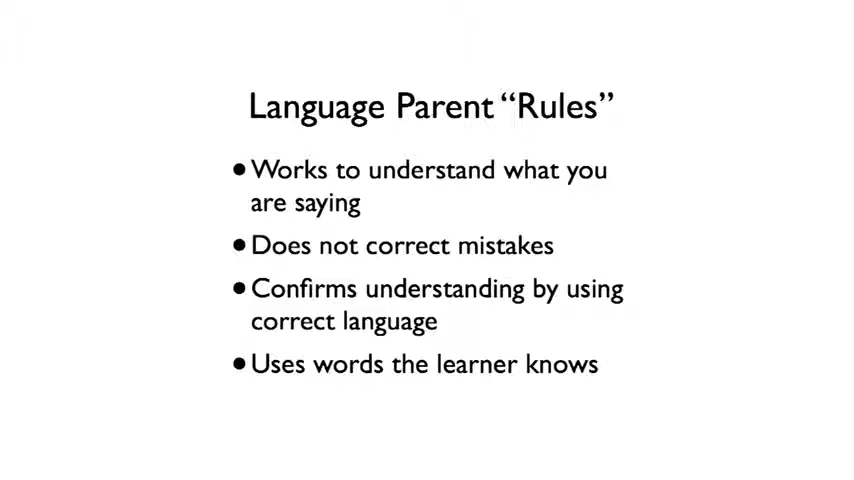 Language Parent “Rules”
•Works to understand what you
are saying
•Does not correct mistakes
•Confirms understanding by using
correct language
•Uses words the learner knows